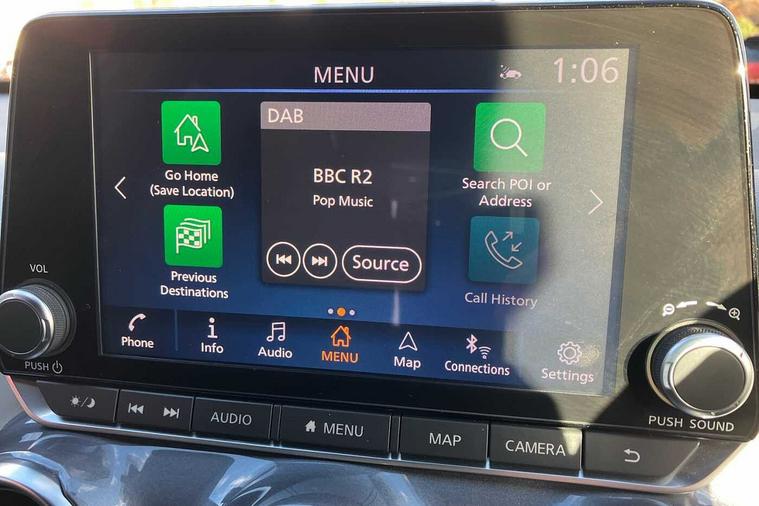 MENU
1:06
Go Home
(Save Location)
DAB
BBC R2
Pop Music
Source
Search POI or
Address
Previous
Destinations
Call History
Phone
Info
Audio
MENU
Map
Connections
Settings
VOL
PUSH
PUSH SOUND
AUDIO
MENU
MAP
CAMERA